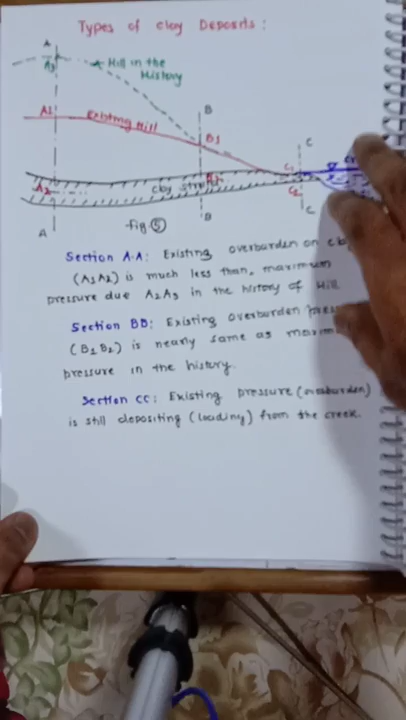 Types of clay Deposits :
A
A3
Hill in the
History
A1
existing Hill
B
B1
C
C1
A2
clay strata
B2
C2
A
B
C
fig. 5
Section A-A: Existing overburden on
(A1A2) is much less than, maximum
pressure due A2A3 in the history of Hill
Section BB: Existing overburden
(B1B2) is nearly same as
pressure in the history.
Section CC: Existing pressure (overburden)
is still depositing (loading) from the creek.